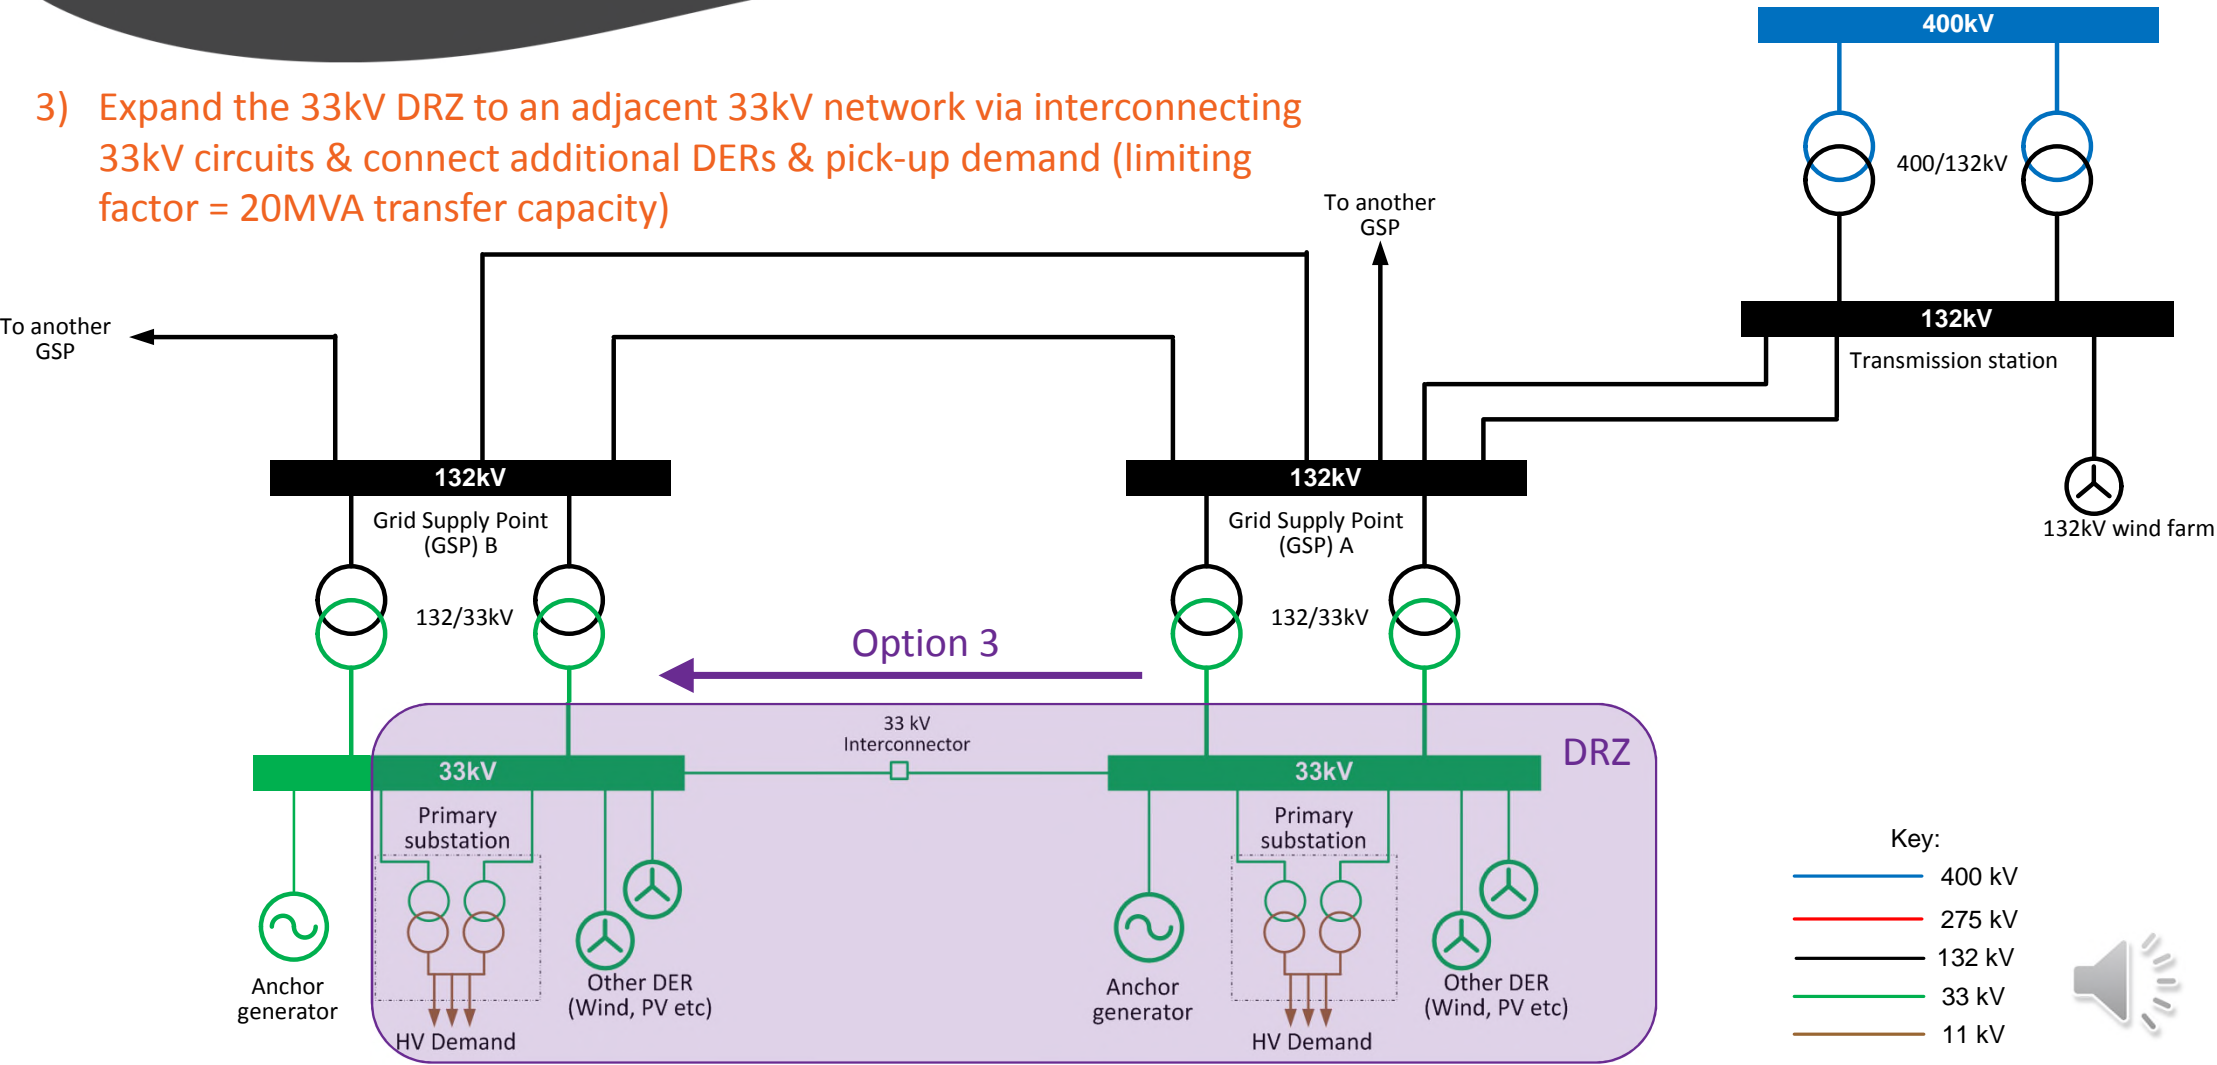 400kV
3) Expand the 33kV DRZ to an adjacent 33kV network via interconnecting
33kV circuits & connect additional DERs & pick-up demand (limiting
factor = 20MVA transfer capacity)
400/132kV
To another
GSP
To another
GSP
132kV
Transmission station
132kV
132kV
Grid Supply Point
(GSP) B
Grid Supply Point
(GSP) A
132kV wind farm
132/33kV
132/33kV
Option 3
33 kV
Interconnector
DRZ
33kV
33kV
Primary
substation
Primary
substation
Anchor
generator
Other DER
(Wind, PV etc)
HV Demand
Anchor
generator
Other DER
(Wind, PV etc)
HV Demand
Key:
400 kV
275 kV
132 kV
33 kV
11 kV